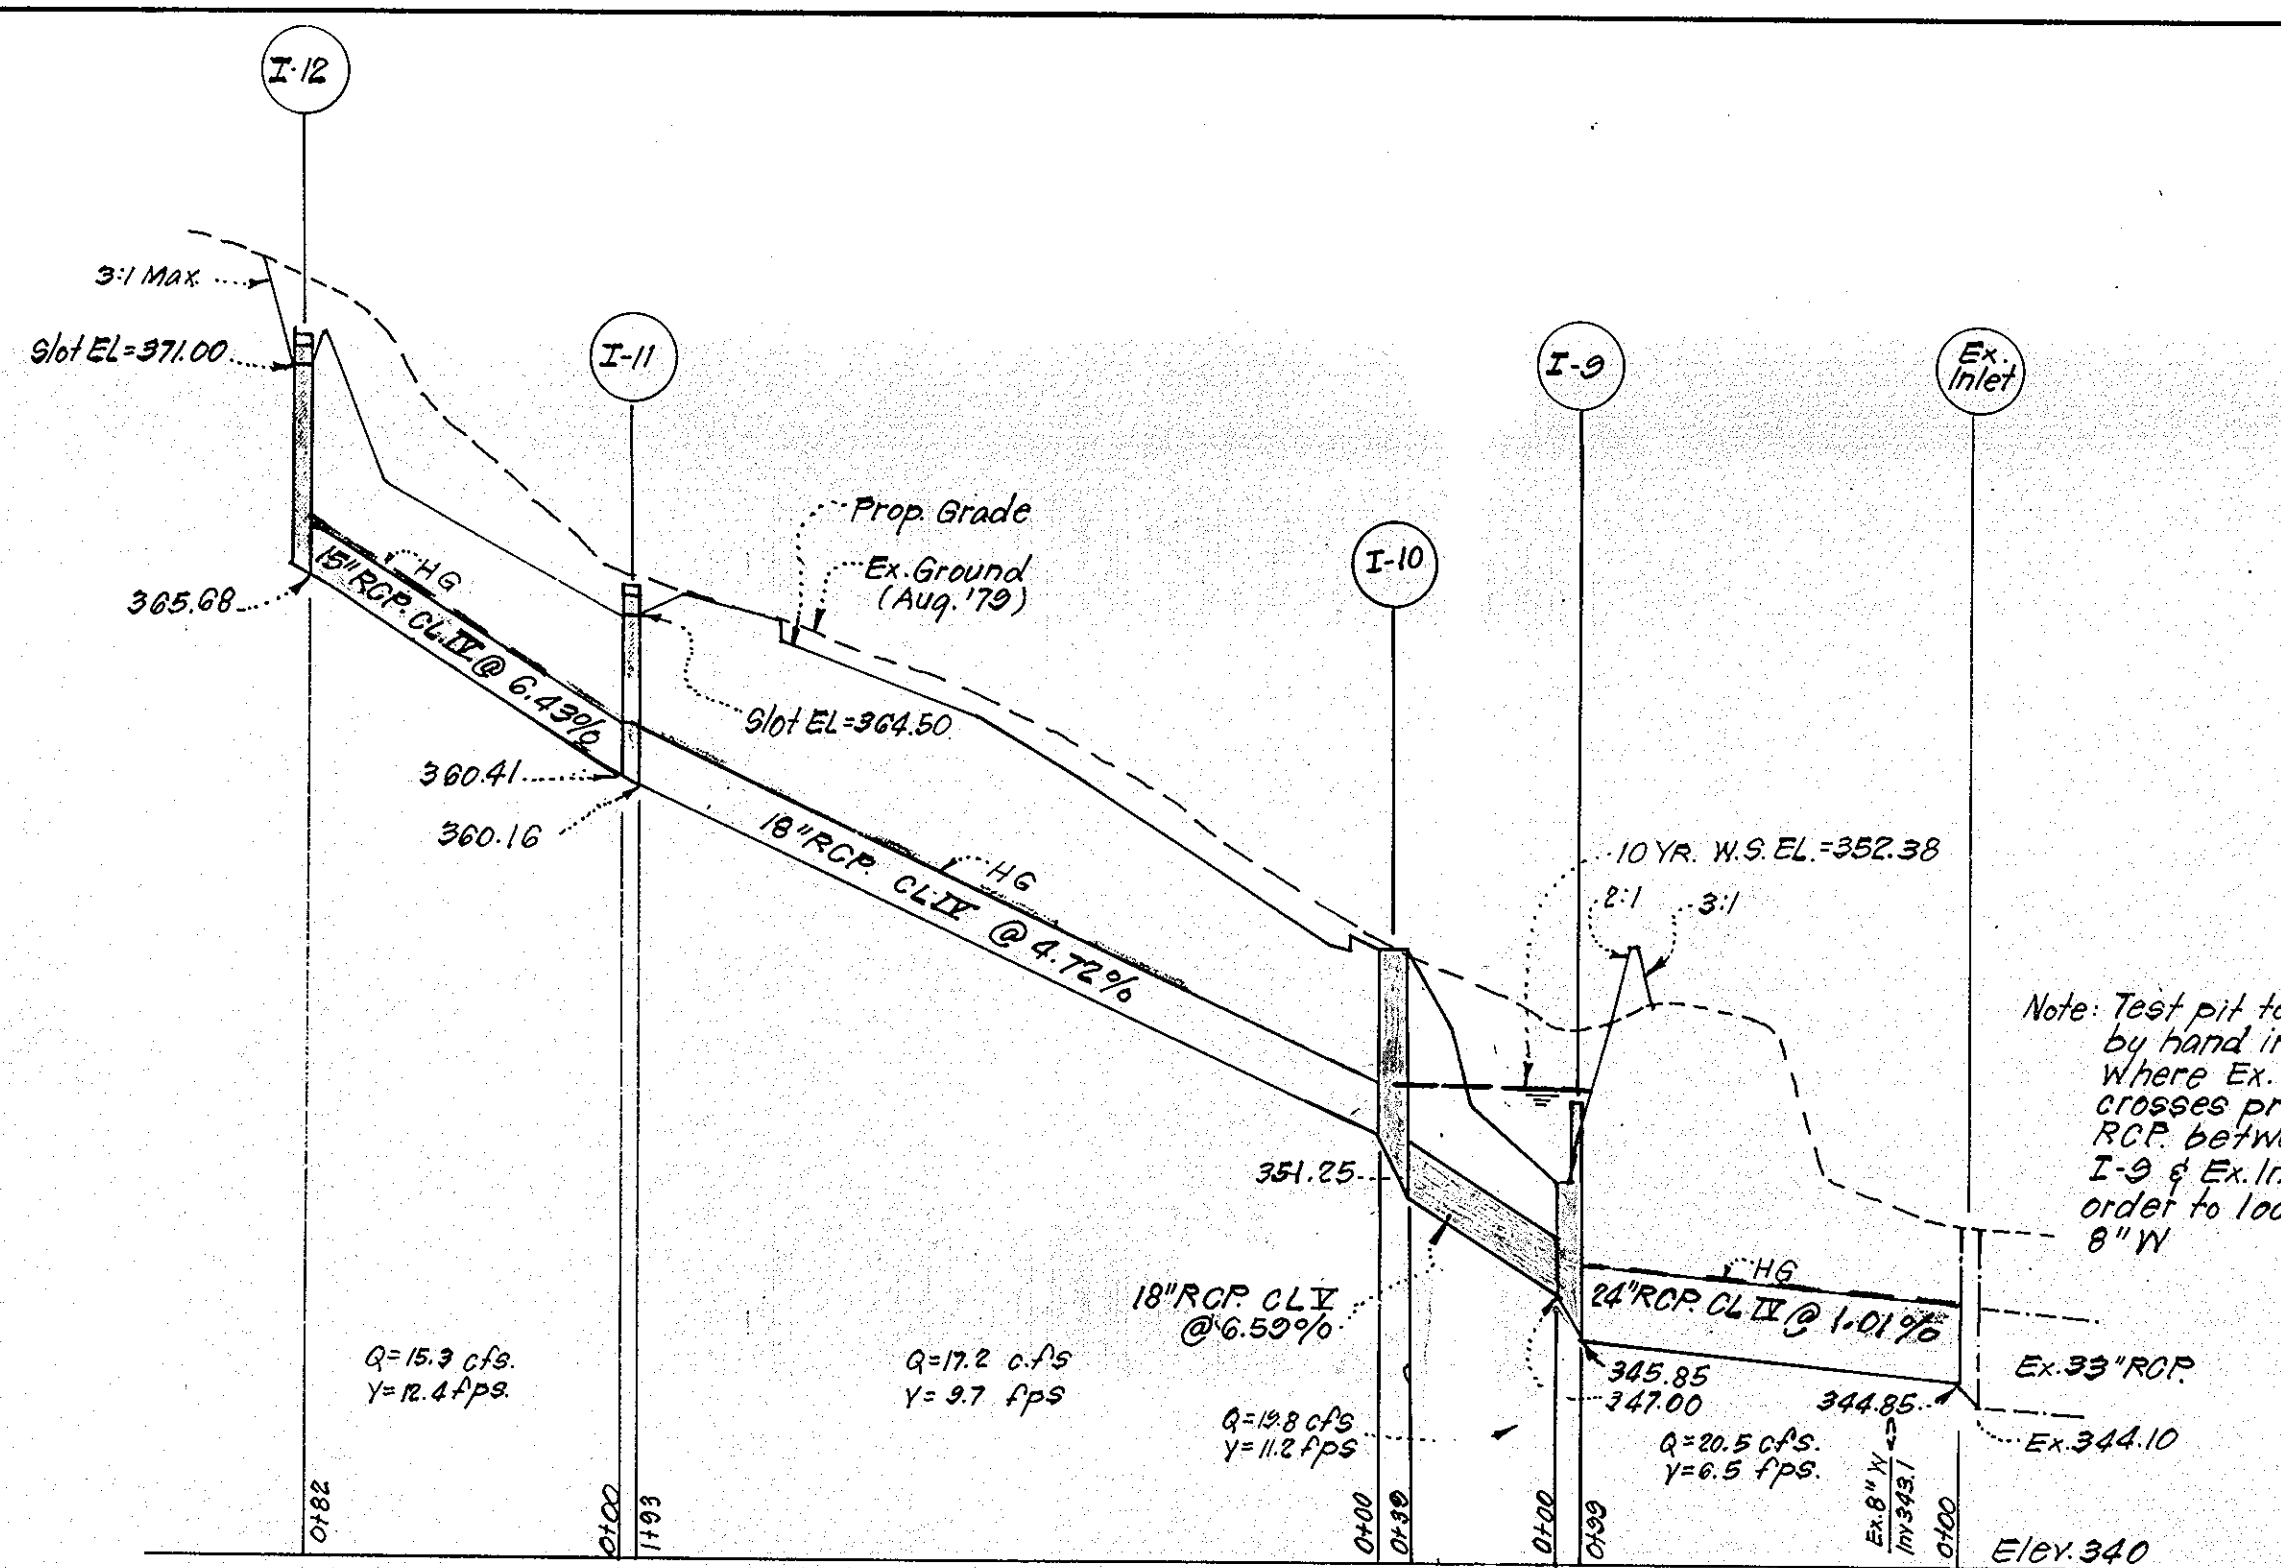 I-12
3:1 Max.
Slot EL=371.00
I-11
I-9
Ex.
Inlet
Prop. Grade
Ex. Ground
(Aug. '79)
I-10
HG
15" RCP. CL. IV @ 6.43%
365.68
Slot EL=364.50
360.41
360.16
18" RCP. CL IV @ 4.72%
HG
10 YR. W.S. EL.=352.38
2:1
3:1
Note: Test pit to
by hand in
where Ex.
crosses pr
RCP. betwe
I-9 & Ex. In
order to loc
8" W
351.25
18" RCP. CL V
@ 6.59%
HG
24" RCP. CL IV @ 1.01%
345.85
347.00
344.85
Ex. 33" RCP.
Ex. 344.10
Q=15.3 cfs.
V=12.4 fps.
Q=17.2 c.fs
V=9.7 fps
Q=19.8 cfs
V=11.2 fps
Q=20.5 cfs.
V=6.5 fps.
Ex. 8" W
Inv 343.1
0+82
0+00
1+93
0+00
0+39
0+00
0+99
0+00
Elev. 340